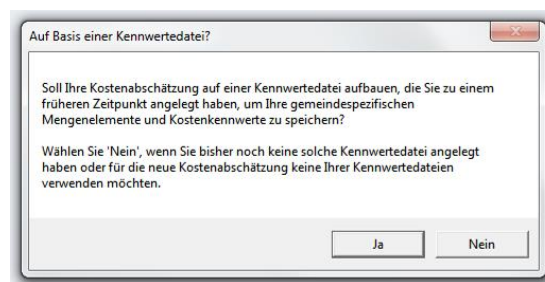 Auf Basis einer Kennwertedatei?
Soll Ihre Kostenabschätzung auf einer Kennwertedatei aufbauen, die Sie zu einem
früheren Zeitpunkt angelegt haben, um Ihre gemeindespezifischen
Mengenelemente und Kostenkennwerte zu speichern?
Wählen Sie 'Nein', wenn Sie bisher noch keine solche Kennwertedatei angelegt
haben oder für die neue Kostenabschätzung keine Ihrer Kennwertedateien
verwenden möchten.
Ja
Nein